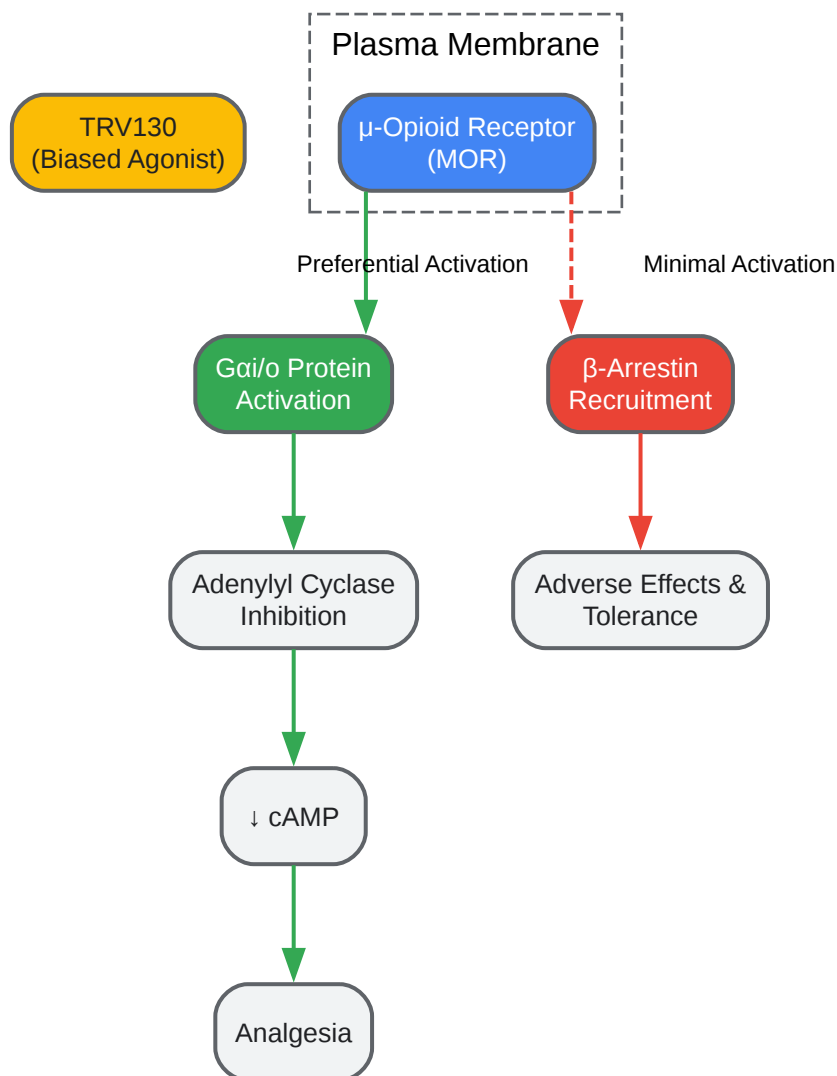 Plasma Membrane
TRV130
(Biased Agonist)
μ-Opioid Receptor
(MOR)
Preferential Activation
Minimal Activation
Gαi/o Protein
Activation
β-Arrestin
Recruitment
Adenylyl Cyclase
Inhibition
Adverse Effects &
Tolerance
↓ cAMP
Analgesia